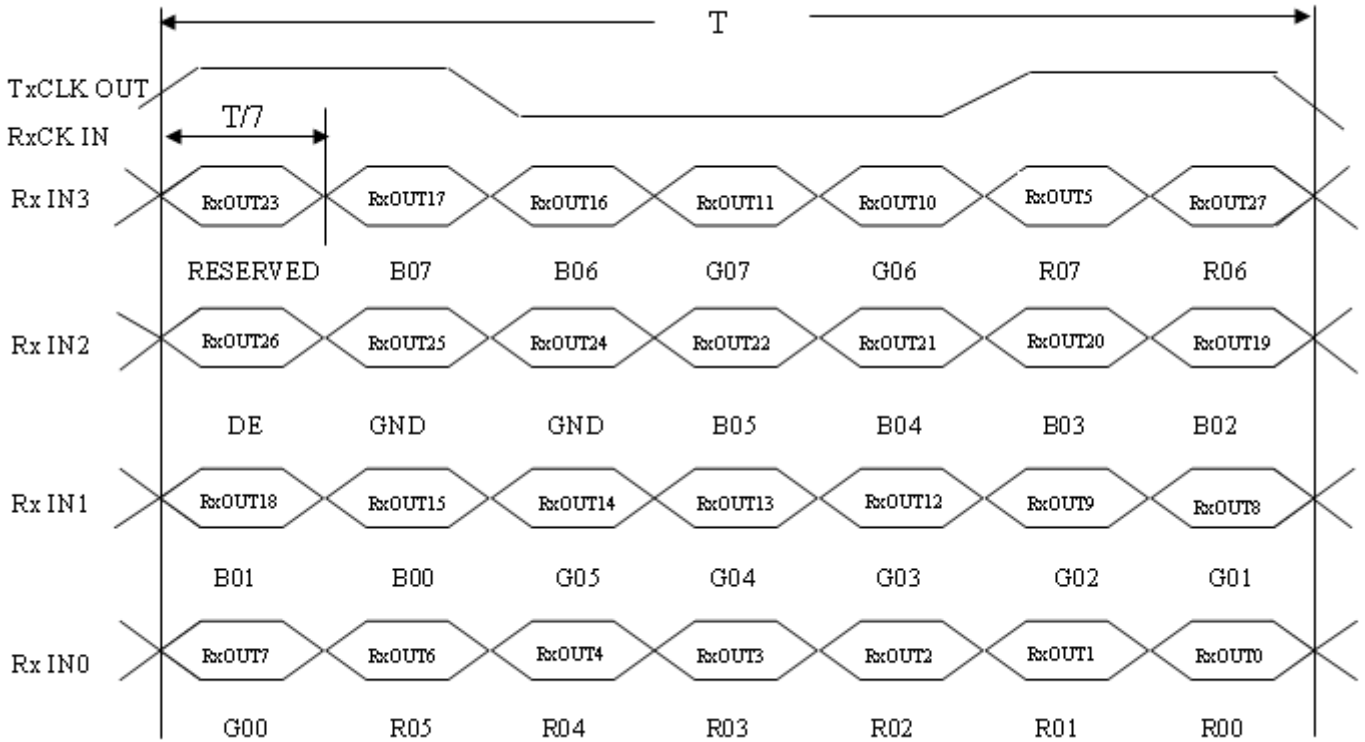 T
TxCLK OUT
T/7
RxCK IN
Rx IN3 RxOUT23 RxOUT17 RxOUT16 RxOUT11 RxOUT10 RxOUT5 RxOUT27
RESERVED B07 B06 G07 G06 R07 R06
Rx IN2 RxOUT26 RxOUT25 RxOUT24 RxOUT22 RxOUT21 RxOUT20 RxOUT19
DE GND GND B05 B04 B03 B02
Rx IN1 RxOUT18 RxOUT15 RxOUT14 RxOUT13 RxOUT12 RxOUT9 RxOUT8
B01 B00 G05 G04 G03 G02 G01
Rx IN0 RxOUT7 RxOUT6 RxOUT4 RxOUT3 RxOUT2 RxOUT1 RxOUT0
G00 R05 R04 R03 R02 R01 R00